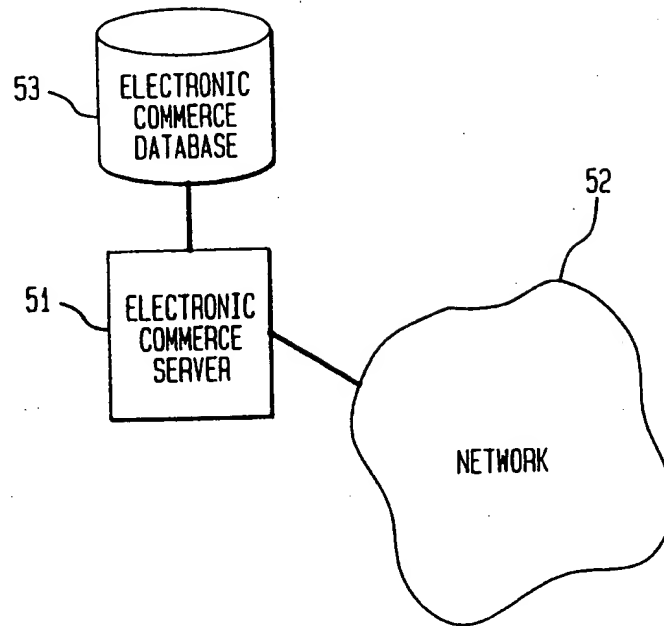 53
ELECTRONIC
COMMERCE
DATABASE
52
51
ELECTRONIC
COMMERCE
SERVER
NETWORK